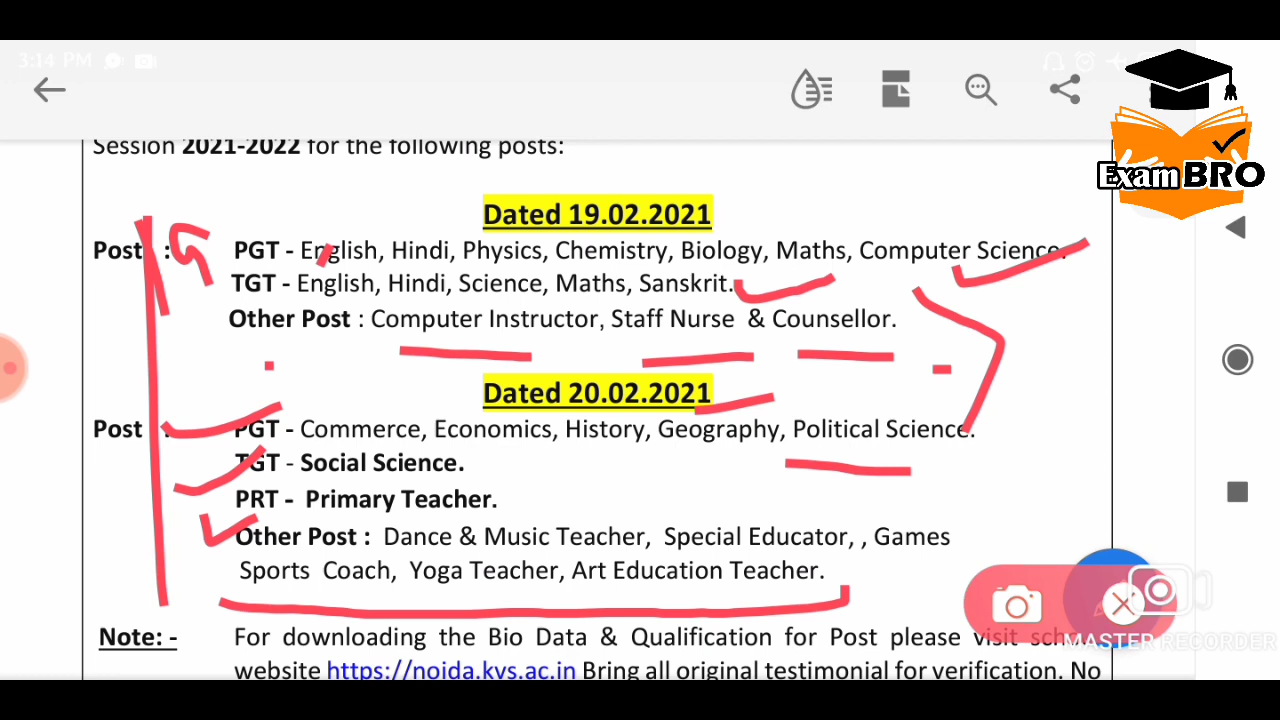 3:14 PM
Exam BRO
Session 2021-2022 for the following posts:
Dated 19.02.2021
Post : PGT - English, Hindi, Physics, Chemistry, Biology, Maths, Computer Science.
TGT - English, Hindi, Science, Maths, Sanskrit.
Other Post : Computer Instructor, Staff Nurse & Counsellor.
Dated 20.02.2021
Post : PGT - Commerce, Economics, History, Geography, Political Science.
TGT - Social Science.
PRT - Primary Teacher.
Other Post : Dance & Music Teacher, Special Educator, , Games
Sports Coach, Yoga Teacher, Art Education Teacher.
Note: - For downloading the Bio Data & Qualification for Post please visit
website https://noida.kvs.ac.in Bring all original testimonial for verification. No
MASTER RECORDER